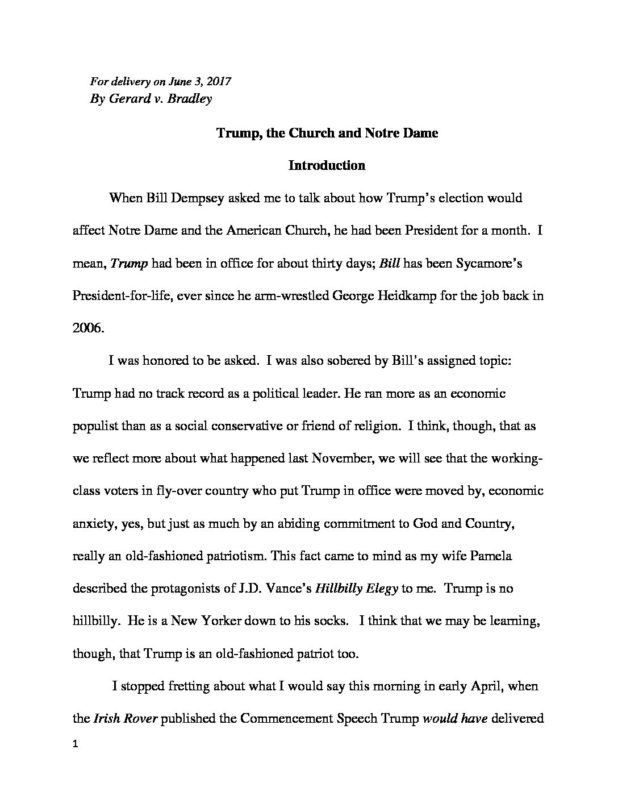 For delivery on June 3, 2017
By Gerard v. Bradley
Trump, the Church and Notre Dame
Introduction
When Bill Dempsey asked me to talk about how Trump’s election would
affect Notre Dame and the American Church, he had been President for a month.  I
mean, Trump had been in office for about thirty days; Bill has been Sycamore’s
President-for-life, ever since he arm-wrestled George Heidkamp for the job back in
2006.
I was honored to be asked.  I was also sobered by Bill’s assigned topic:
Trump had no track record as a political leader. He ran more as an economic
populist than as a social conservative or friend of religion.  I think, though, that as
we reflect more about what happened last November, we will see that the working-
class voters in fly-over country who put Trump in office were moved by, economic
anxiety, yes, but just as much by an abiding commitment to God and Country,
really an old-fashioned patriotism. This fact came to mind as my wife Pamela
described the protagonists of J.D. Vance’s Hillbilly Elegy to me.  Trump is no
hillbilly.  He is a New Yorker down to his socks.   I think that we may be learning,
though, that Trump is an old-fashioned patriot too.
I stopped fretting about what I would say this morning in early April, when
the Irish Rover published the Commencement Speech Trump would have delivered
1